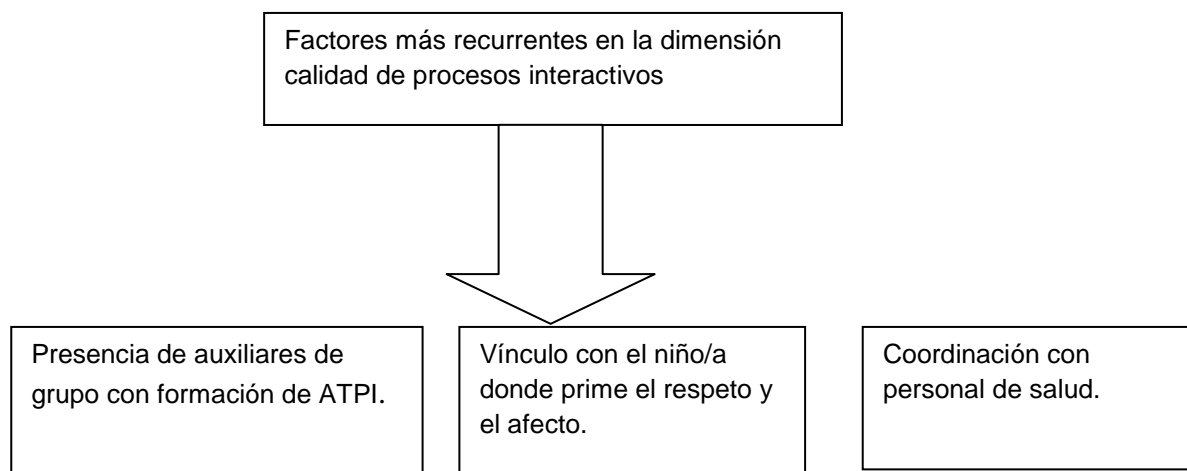 Factores más recurrentes en la dimensión
calidad de procesos interactivos
Presencia de auxiliares de
grupo con formación de ATPI.
Vínculo con el niño/a
donde prime el respeto y
el afecto.
Coordinación con
personal de salud.